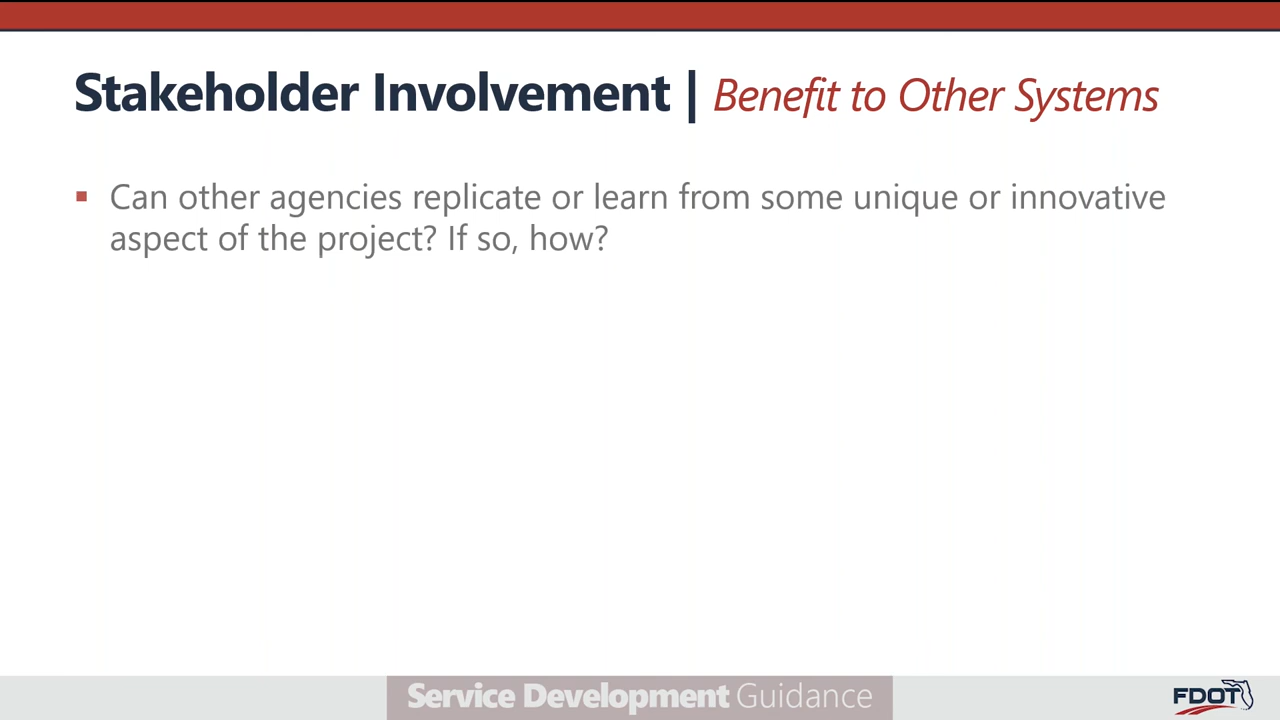 Stakeholder Involvement | Benefit to Other Systems
▪ Can other agencies replicate or learn from some unique or innovative
aspect of the project? If so, how?
Service Development Guidance
FDOT